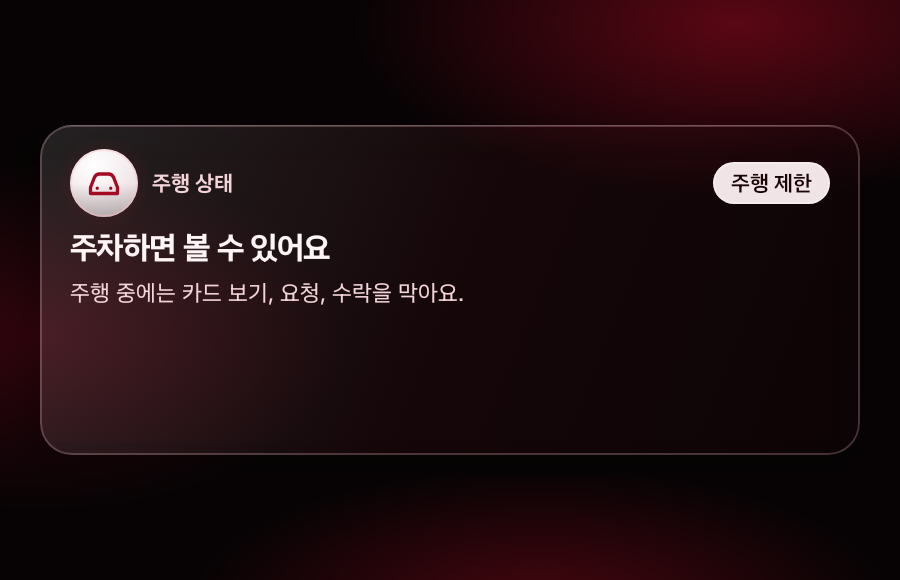 주행 상태
주행 제한
주차하면 볼 수 있어요
주행 중에는 카드 보기, 요청, 수락을 막아요.